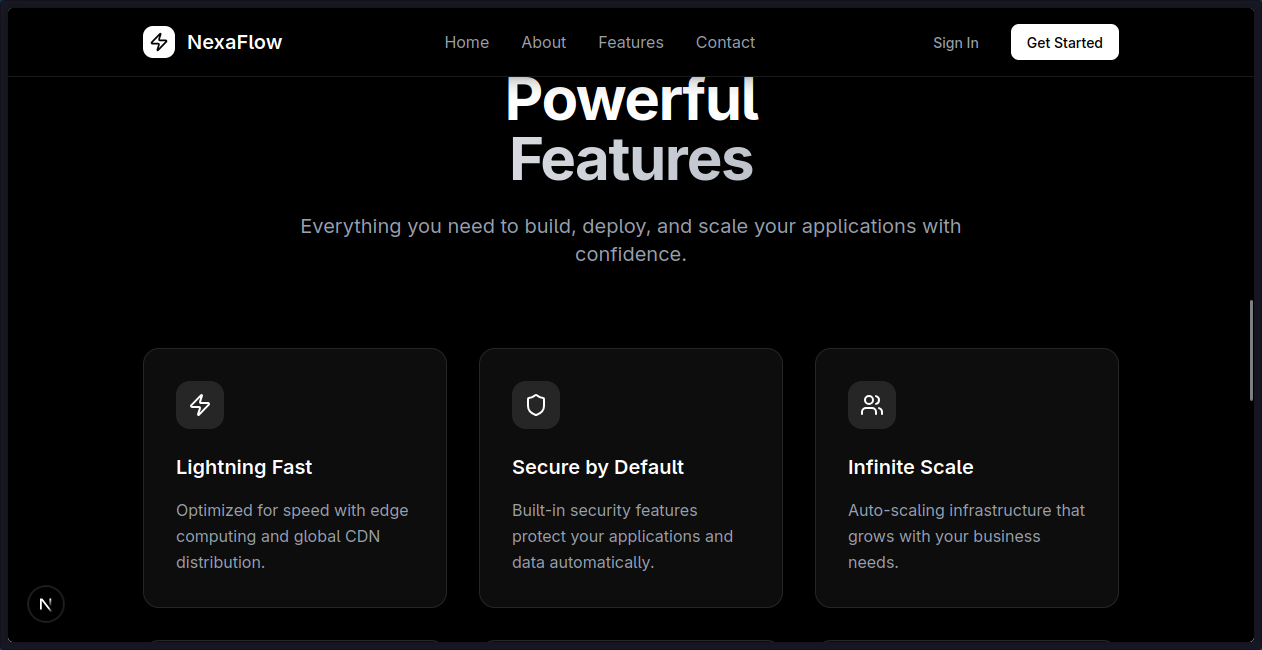 NexaFlow
Home
About
Features
Contact
Sign In
Get Started
Powerful
Features
Everything you need to build, deploy, and scale your applications with
confidence.
Lightning Fast
Optimized for speed with edge
computing and global CDN
distribution.
Secure by Default
Built-in security features
protect your applications and
data automatically.
Infinite Scale
Auto-scaling infrastructure that
grows with your business
needs.
N